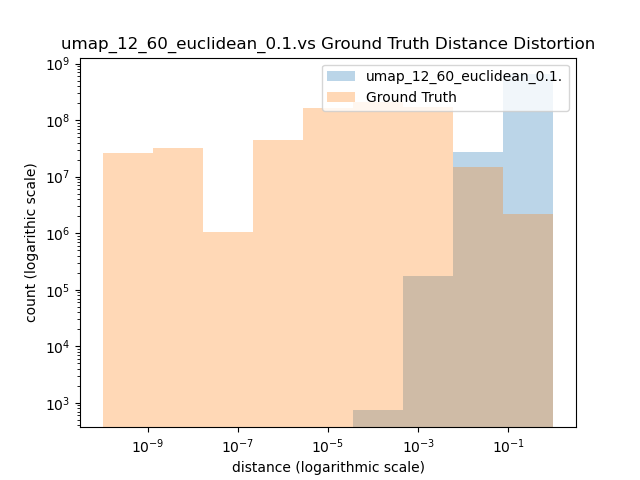 umap_12_60_euclidean_0.1.vs Ground Truth Distance Distortion
umap_12_60_euclidean_0.1.
Ground Truth
count (logarithic scale)
10⁹
10⁸
10⁷
10⁶
10⁵
10⁴
10³
10⁻⁹ 10⁻⁷ 10⁻⁵ 10⁻³ 10⁻¹
distance (logarithmic scale)